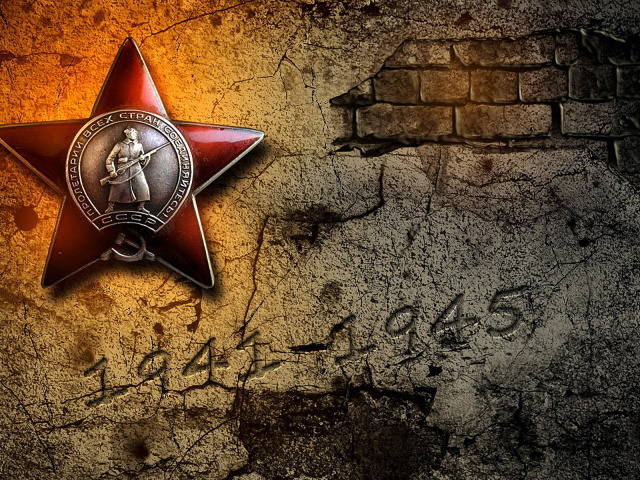 ПРОЛЕТАРИИ ВСЕХ СТРАН СОЕДИНЯЙТЕСЬ!
СССР
1941-1945